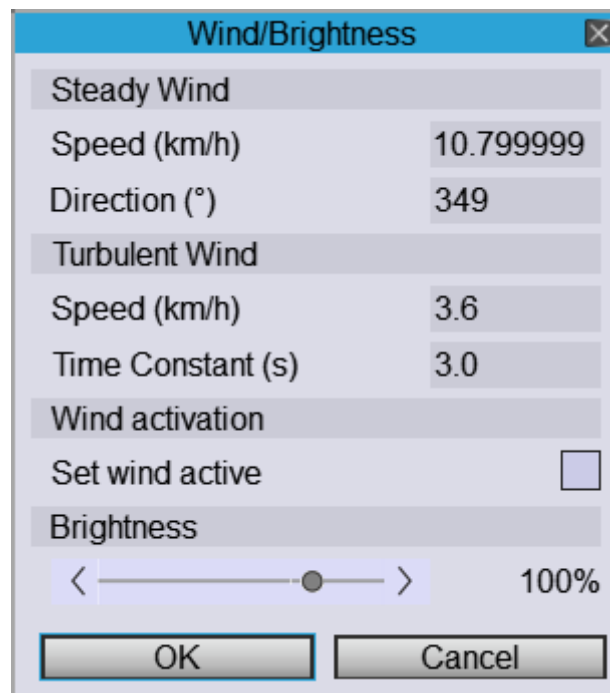 Wind/Brightness
Steady Wind
Speed (km/h) 10.799999
Direction (°) 349
Turbulent Wind
Speed (km/h) 3.6
Time Constant (s) 3.0
Wind activation
Set wind active
Brightness
100%
OK Cancel